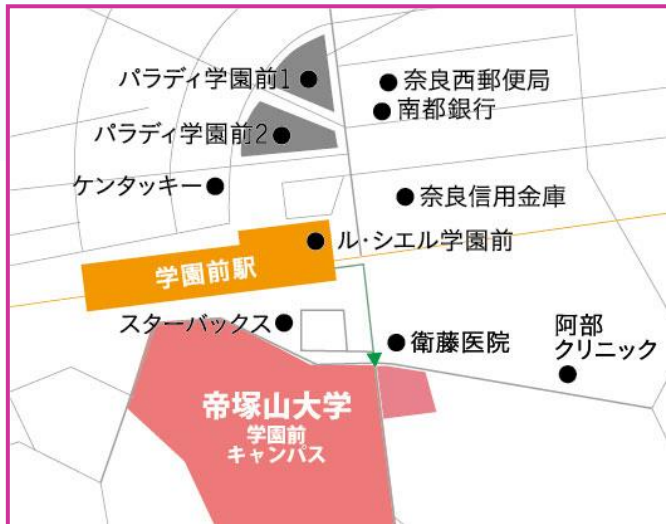 パラディ学園前1
奈良西郵便局
南都銀行
パラディ学園前2
ケンタッキー
奈良信用金庫
ル・シエル学園前
学園前駅
スターバックス
衛藤医院
阿部
クリニック
帝塚山大学
学園前
キャンパス